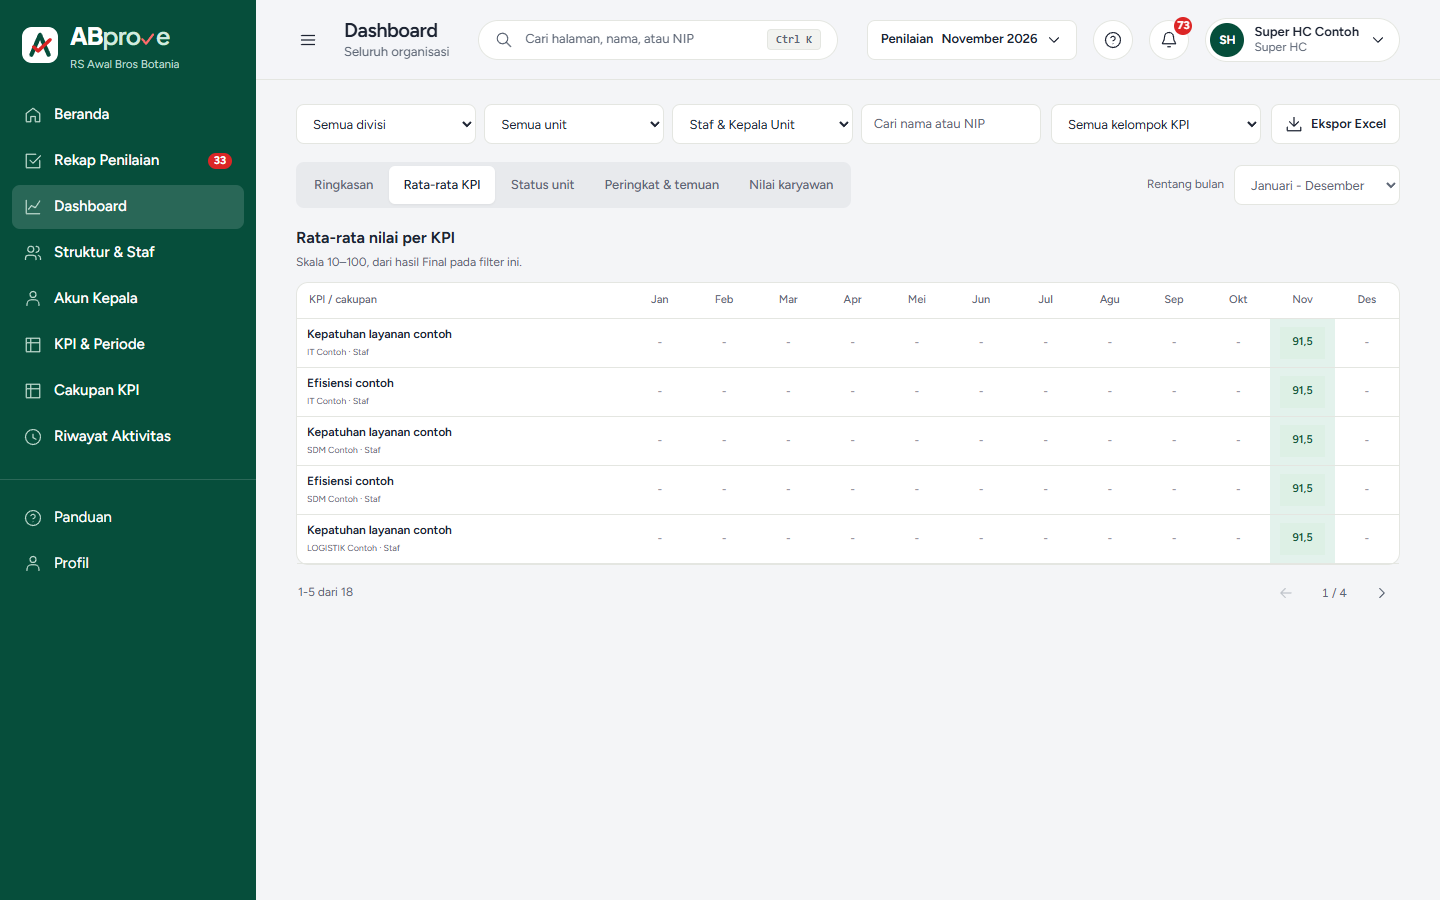 ABprove
RS Awal Bros Botania
Beranda
Rekap Penilaian 33
Dashboard
Struktur & Staf
Akun Kepala
KPI & Periode
Cakupan KPI
Riwayat Aktivitas
Panduan
Profil
Dashboard
Seluruh organisasi
Cari halaman, nama, atau NIP Ctrl K
Penilaian November 2026
73
SH
Super HC Contoh
Super HC
Semua divisi
Semua unit
Staf & Kepala Unit
Cari nama atau NIP
Semua kelompok KPI
Ekspor Excel
Ringkasan Rata-rata KPI Status unit Peringkat & temuan Nilai karyawan
Rentang bulan Januari - Desember
Rata-rata nilai per KPI
Skala 10–100, dari hasil Final pada filter ini.
KPI / cakupan Jan Feb Mar Apr Mei Jun Jul Agu Sep Okt Nov Des
Kepatuhan layanan contoh
IT Contoh · Staf
- - - - - - - - - - 91,5 -
Efisiensi contoh
IT Contoh · Staf
- - - - - - - - - - 91,5 -
Kepatuhan layanan contoh
SDM Contoh · Staf
- - - - - - - - - - 91,5 -
Efisiensi contoh
SDM Contoh · Staf
- - - - - - - - - - 91,5 -
Kepatuhan layanan contoh
LOGISTIK Contoh · Staf
- - - - - - - - - - 91,5 -
1-5 dari 18
1 / 4